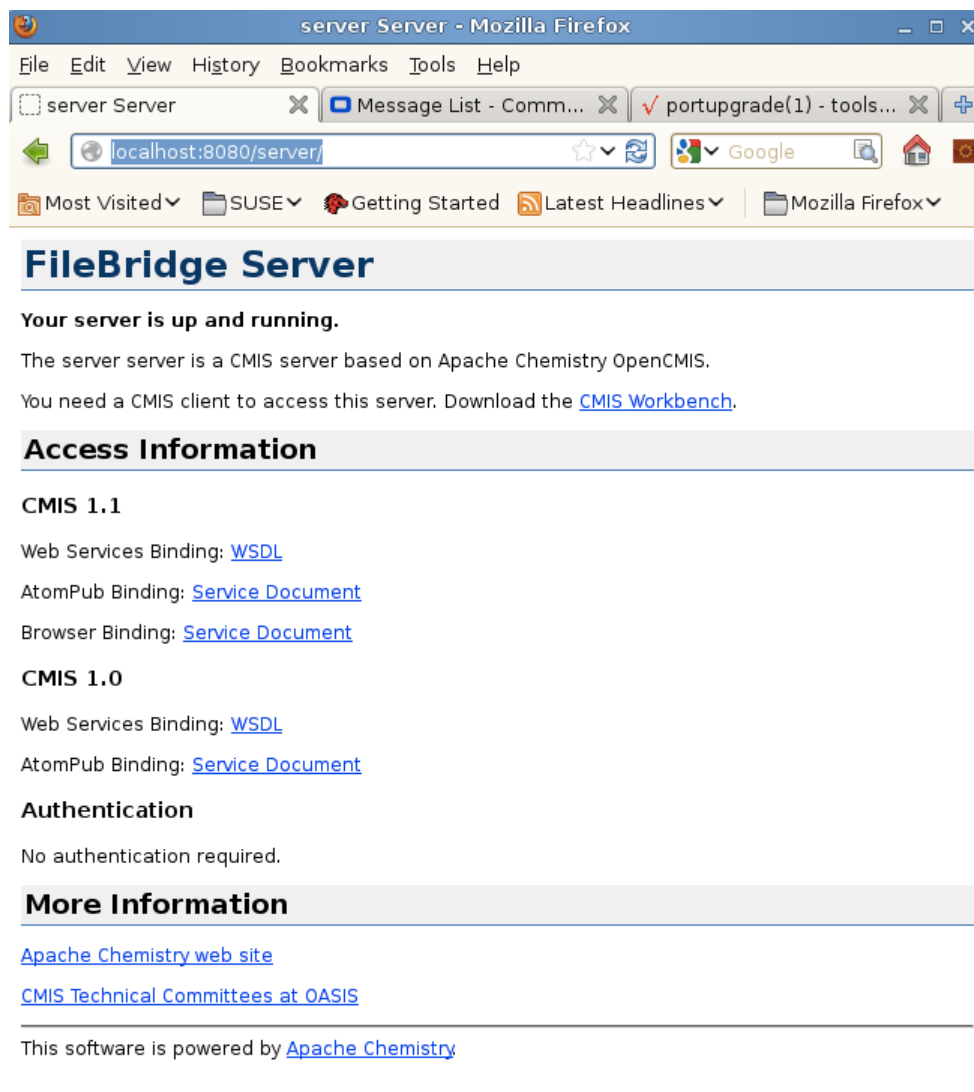 server Server - Mozilla Firefox
File Edit View History Bookmarks Tools Help
server Server
Message List - Comm...
portupgrade(1) - tools...
localhost:8080/server/
Google
Most Visited SUSE Getting Started Latest Headlines Mozilla Firefox
FileBridge Server
Your server is up and running.
The server server is a CMIS server based on Apache Chemistry OpenCMIS.
You need a CMIS client to access this server. Download the CMIS Workbench.
Access Information
CMIS 1.1
Web Services Binding: WSDL
AtomPub Binding: Service Document
Browser Binding: Service Document
CMIS 1.0
Web Services Binding: WSDL
AtomPub Binding: Service Document
Authentication
No authentication required.
More Information
Apache Chemistry web site
CMIS Technical Committees at OASIS
This software is powered by Apache Chemistry.